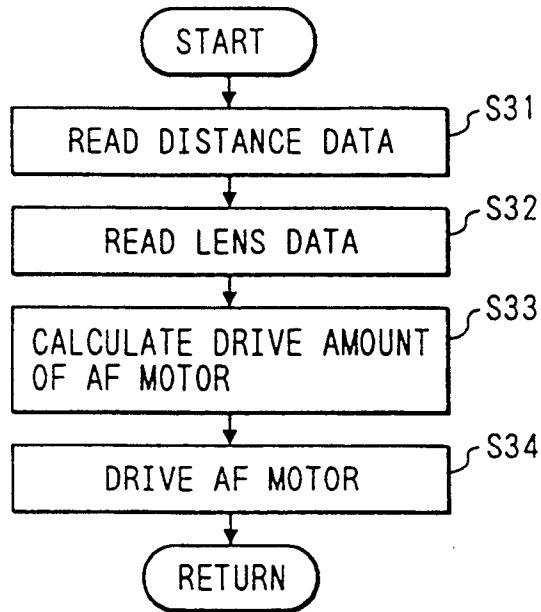 START
READ DISTANCE DATA
S31
READ LENS DATA
S32
CALCULATE DRIVE AMOUNT
OF AF MOTOR
S33
DRIVE AF MOTOR
S34
RETURN